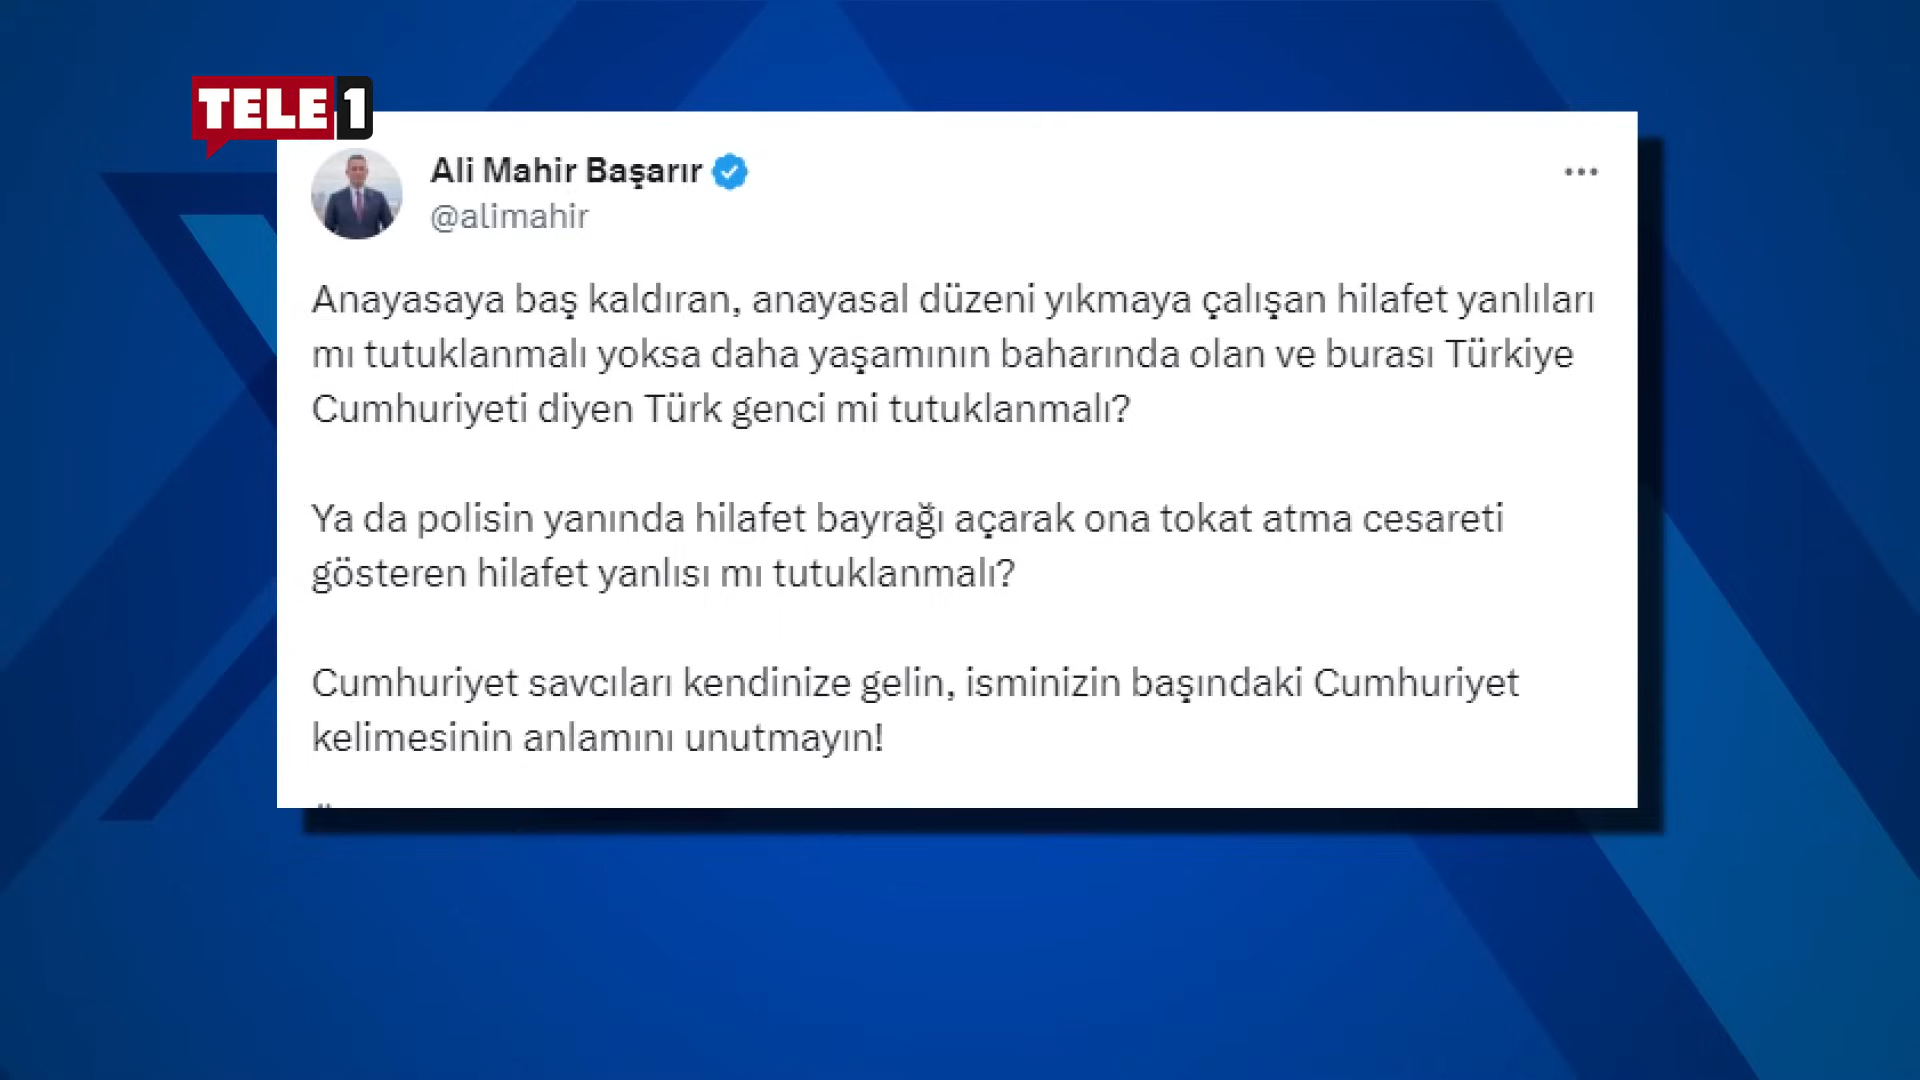 TELE1
Ali Mahir Başarır
@alimahir
Anayasaya baş kaldıran, anayasal düzeni yıkmaya çalışan hilafet yanlıları
mı tutuklanmalı yoksa daha yaşamının baharında olan ve burası Türkiye
Cumhuriyeti diyen Türk genci mi tutuklanmalı?
Ya da polisin yanında hilafet bayrağı açarak ona tokat atma cesareti
gösteren hilafet yanlısı mı tutuklanmalı?
Cumhuriyet savcıları kendinize gelin, isminizin başındaki Cumhuriyet
kelimesinin anlamını unutmayın!